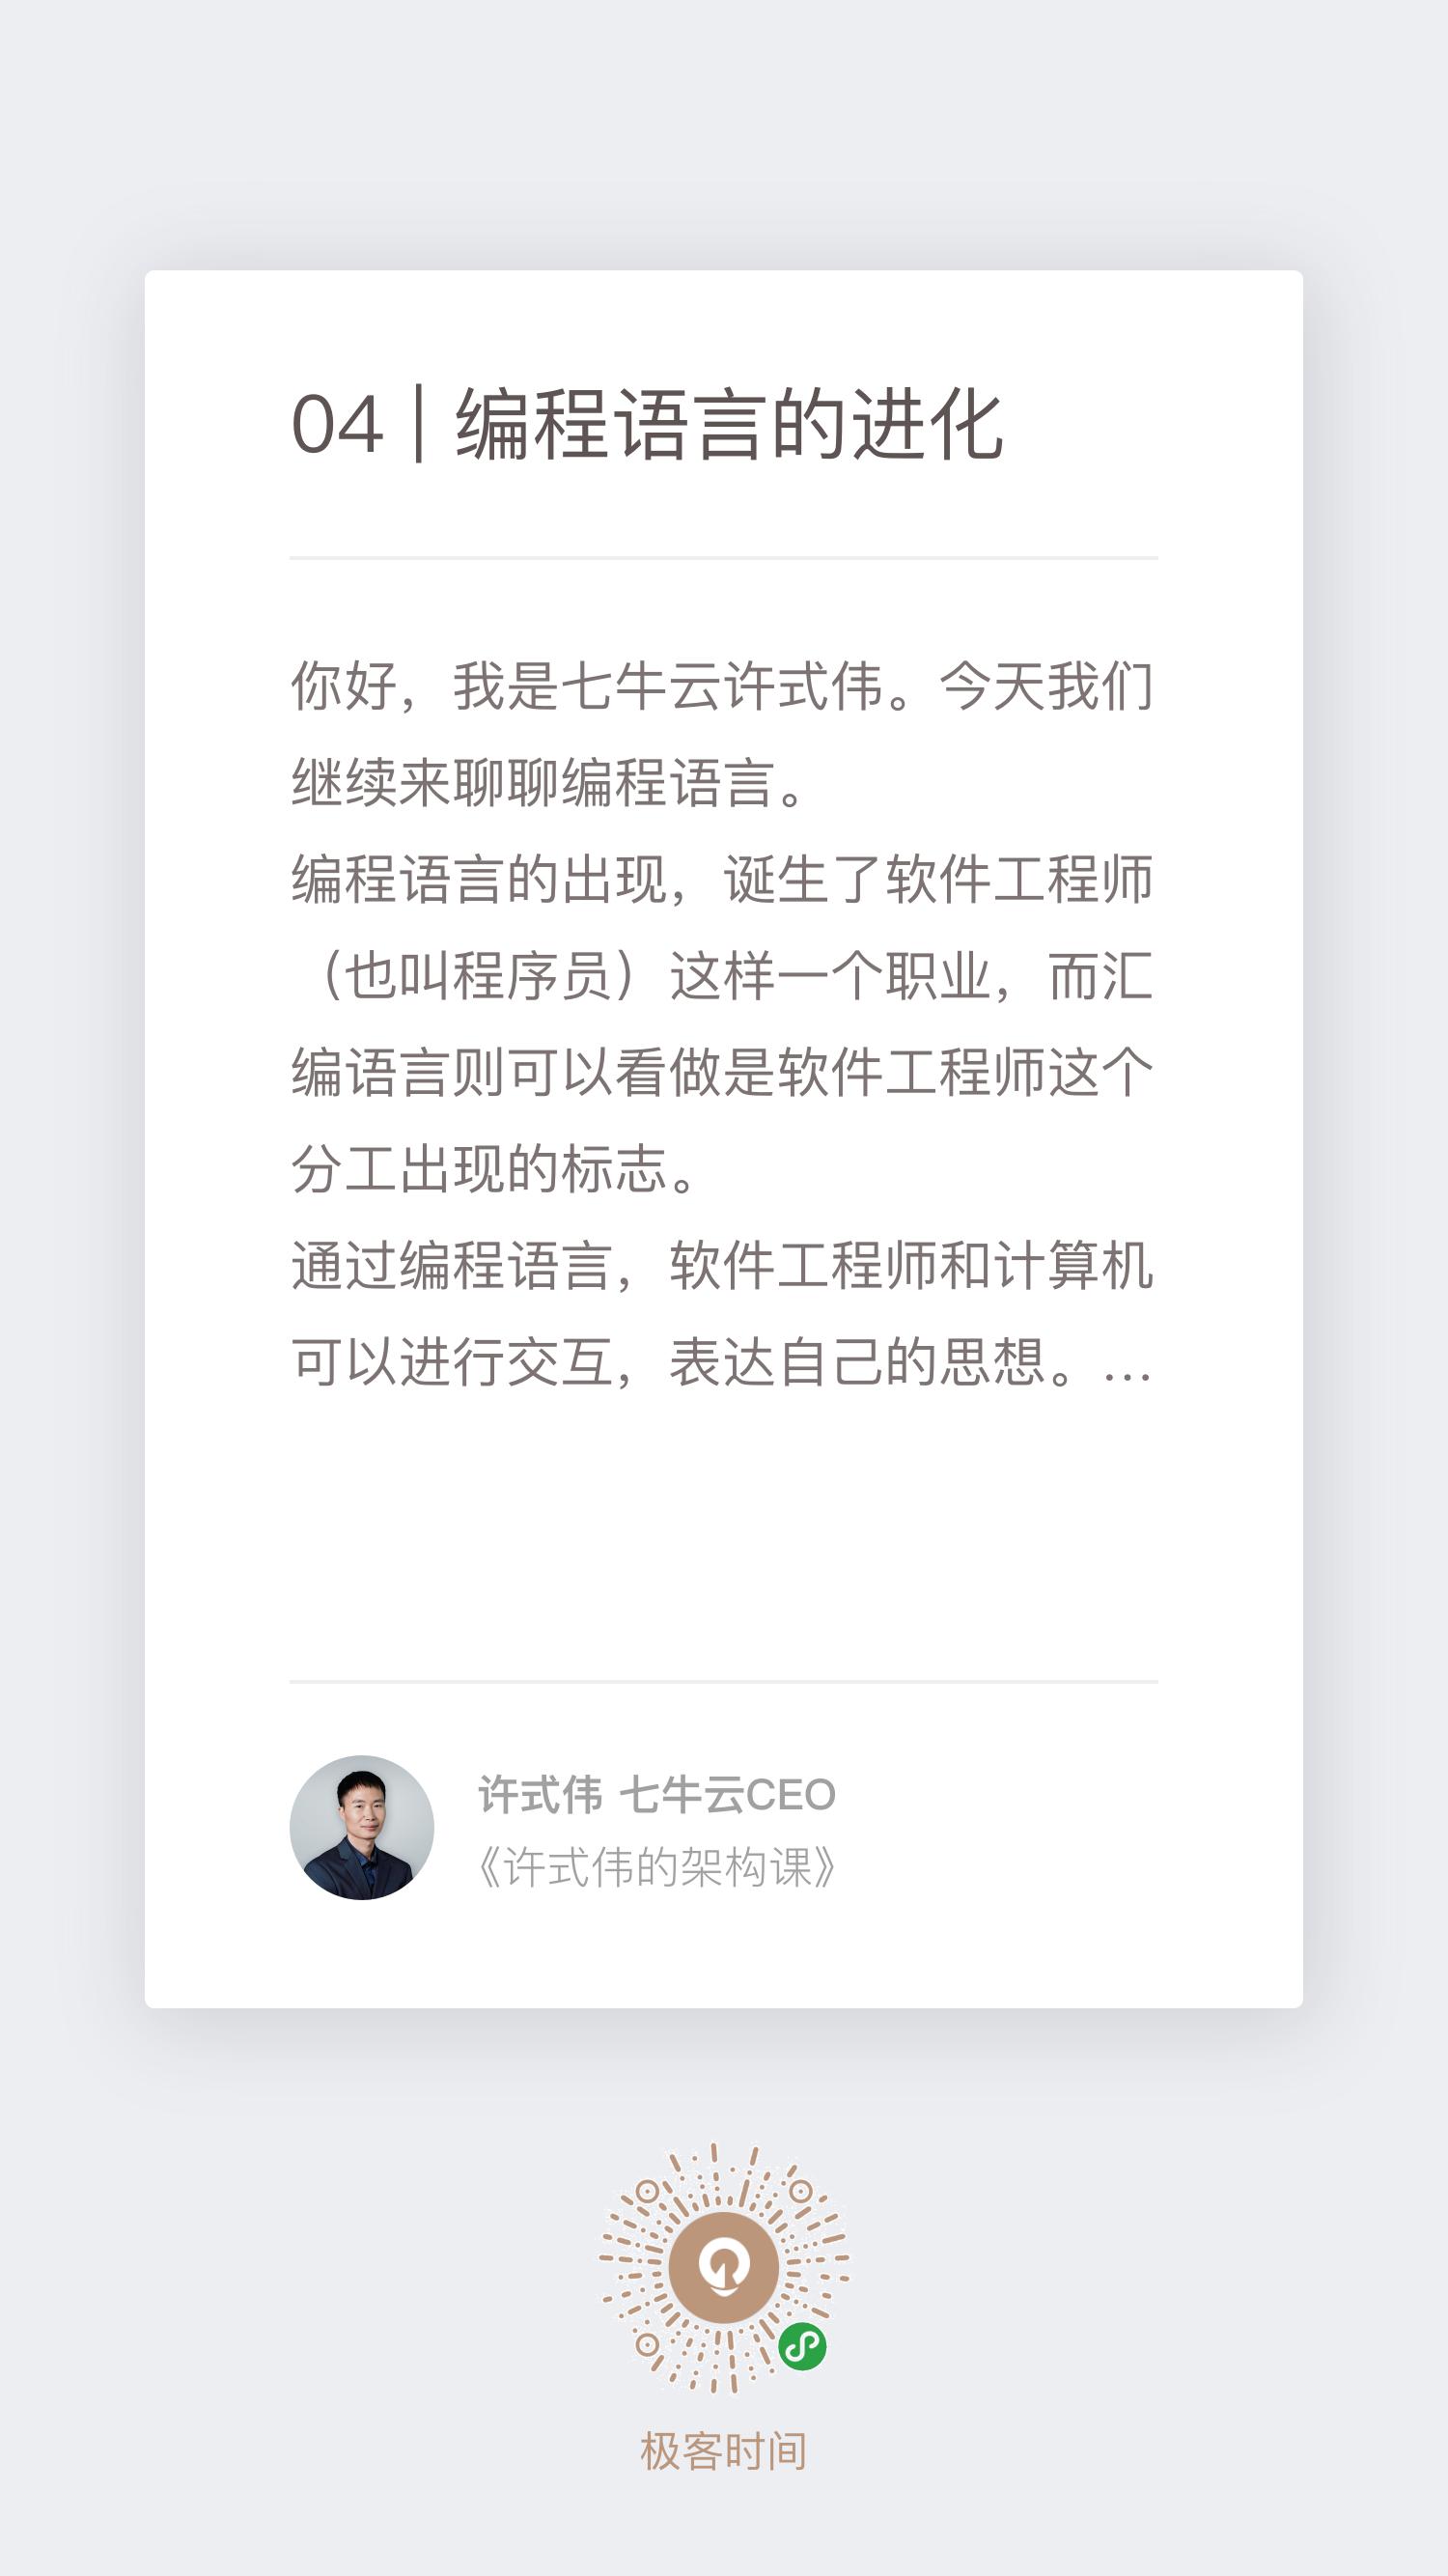 04 | 编程语言的进化
你好，我是七牛云许式伟。今天我们
继续来聊聊编程语言。
编程语言的出现，诞生了软件工程师
（也叫程序员）这样一个职业，而汇
编语言则可以看做是软件工程师这个
分工出现的标志。
通过编程语言，软件工程师和计算机
可以进行交互，表达自己的思想。...
许式伟 七牛云CEO
《许式伟的架构课》
极客时间